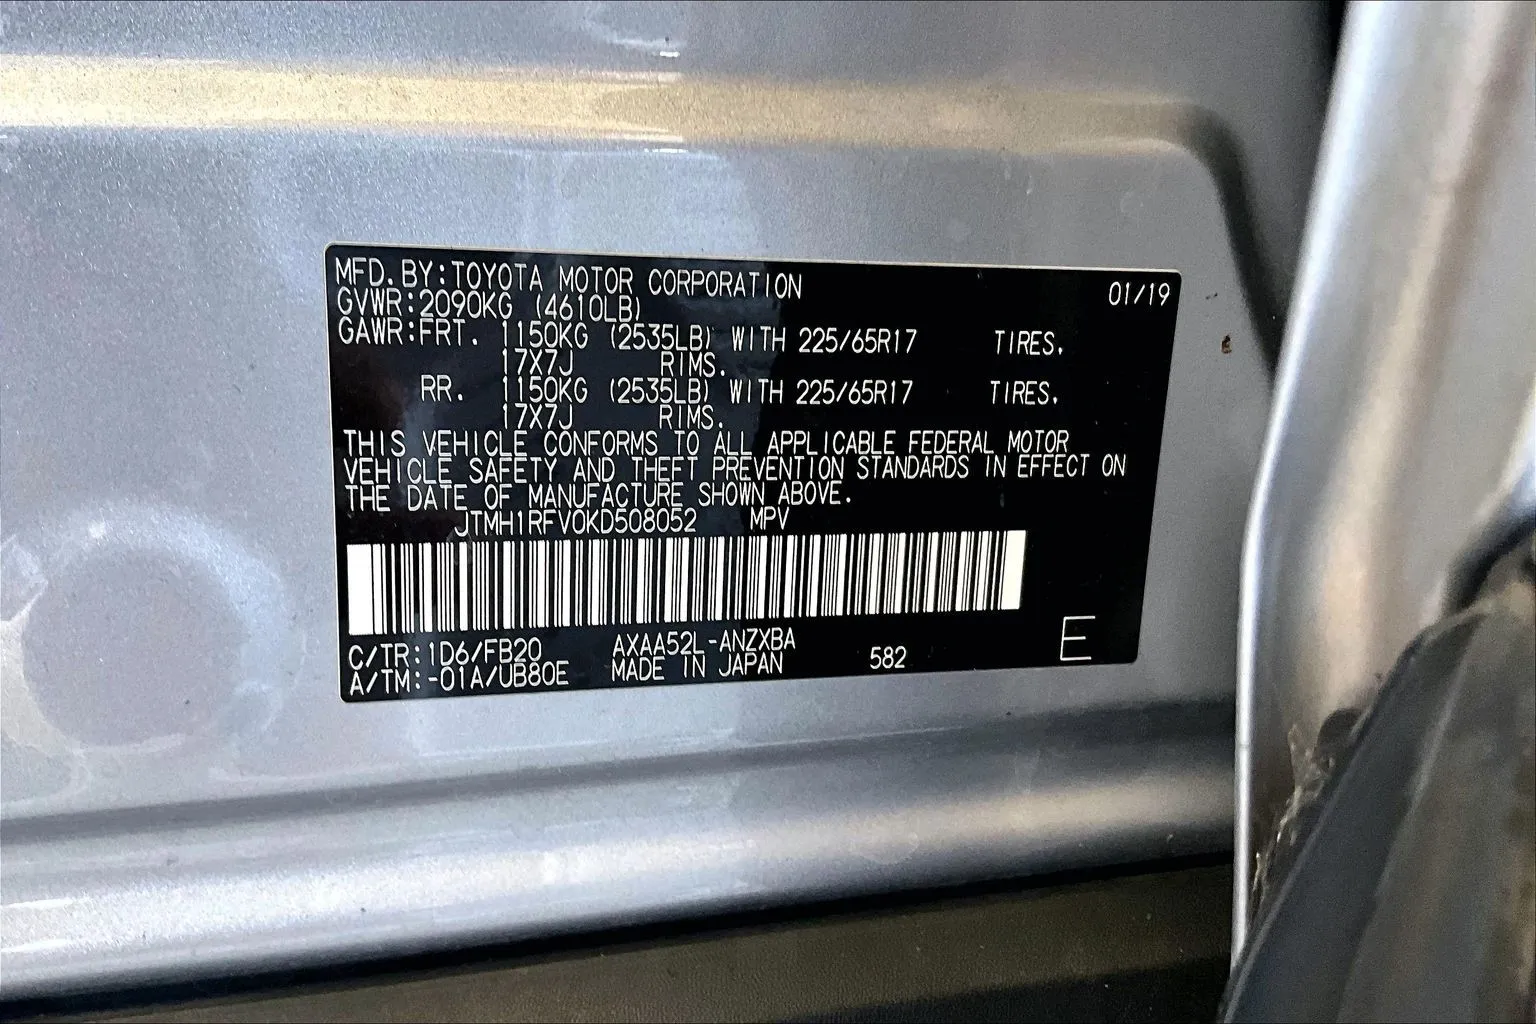 MFD. BY: TOYOTA MOTOR CORPORATION 01/19
GVWR: 2090KG (4610LB)
GAWR: FRT. 1150KG (2535LB) WITH 225/65R17 TIRES.
17X7J RIMS.
RR. 1150KG (2535LB) WITH 225/65R17 TIRES.
17X7J RIMS.
THIS VEHICLE CONFORMS TO ALL APPLICABLE FEDERAL MOTOR
VEHICLE SAFETY AND THEFT PREVENTION STANDARDS IN EFFECT ON
THE DATE OF MANUFACTURE SHOWN ABOVE.
JTMH1RFV0KD508052 MPV
C/TR: 1D6/FB20 AXAA52L-ANZXBA
A/TM: -01A/UB80E MADE IN JAPAN 582 E